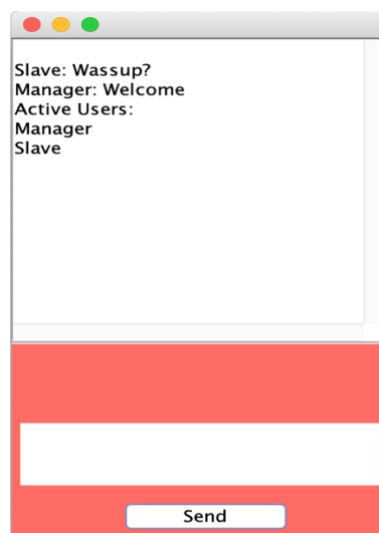 Slave: Wassup?
Manager: Welcome
Active Users:
Manager
Slave
Send